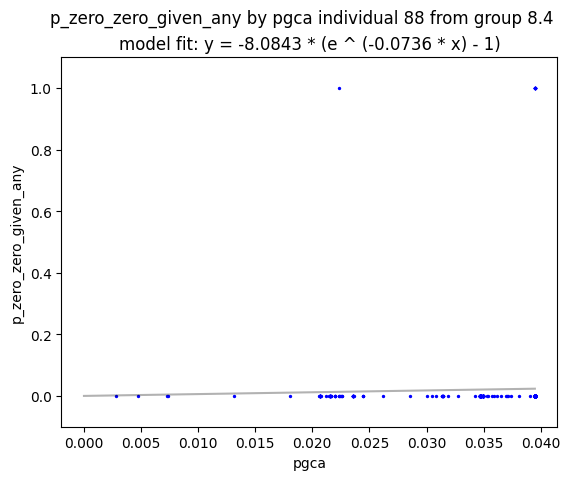 p_zero_zero_given_any by pgca individual 88 from group 8.4
model fit: y = -8.0843 * (e ^ (-0.0736 * x) - 1)
1.0
0.8
0.6
0.4
0.2
0.0
p_zero_zero_given_any
0.000 0.005 0.010 0.015 0.020 0.025 0.030 0.035 0.040
pgca